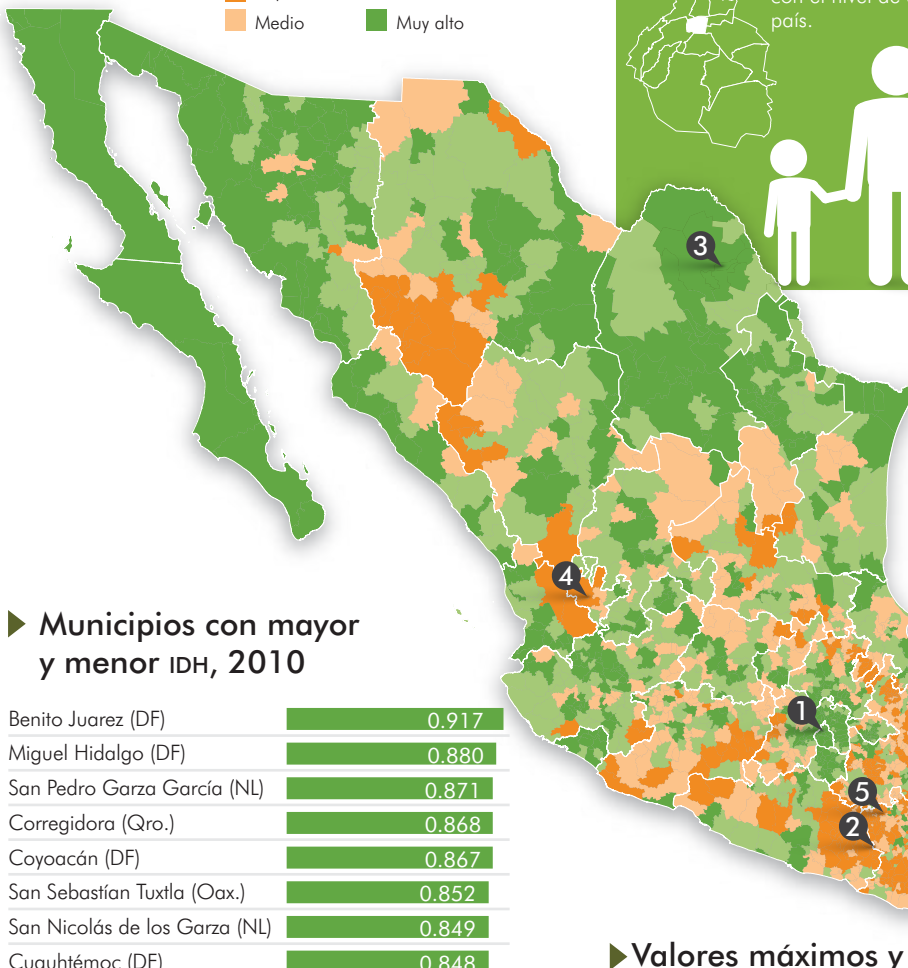 Medio
Muy alto
país.
3
4
1
5
2
Municipios con mayor
y menor IDH, 2010
Benito Juarez (DF) 0.917
Miguel Hidalgo (DF) 0.880
San Pedro Garza García (NL) 0.871
Corregidora (Qro.) 0.868
Coyoacán (DF) 0.867
San Sebastían Tuxtla (Oax.) 0.852
San Nicolás de los Garza (NL) 0.849
Cuauhtémoc (DF) 0.848
Valores máximos y